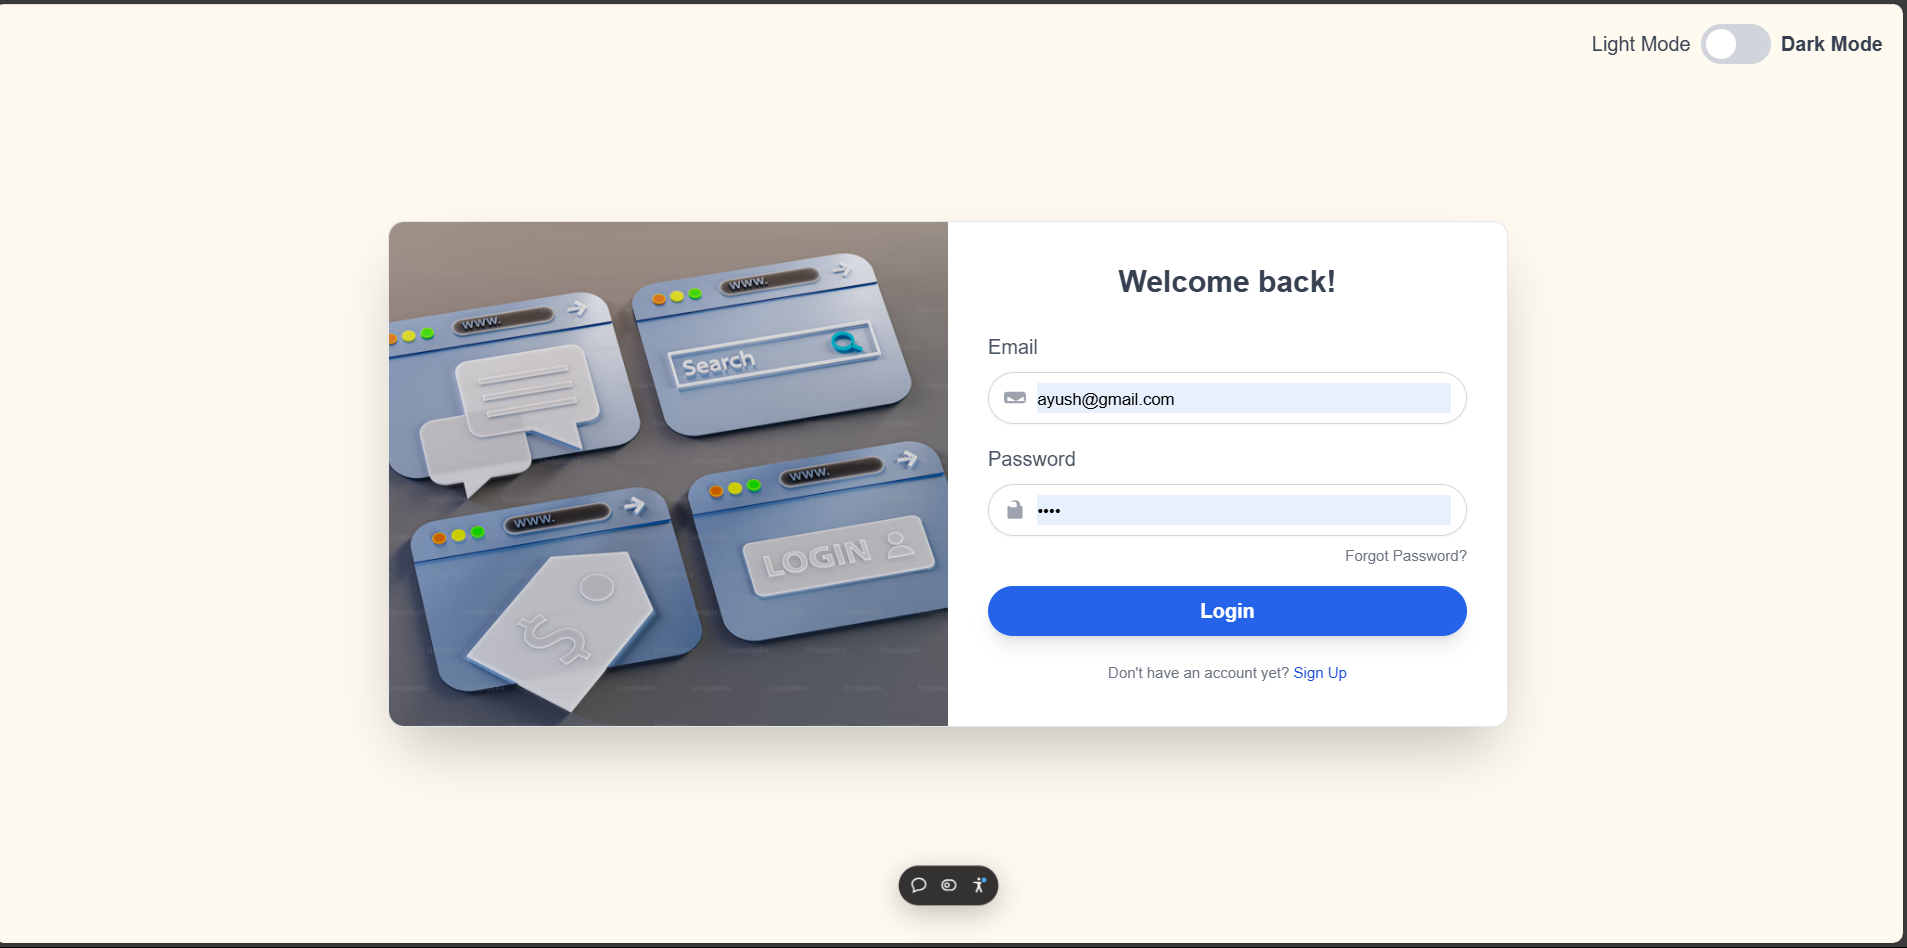 Light Mode Dark Mode
www.
www.
Search
www.
www.
LOGIN
$
Welcome back!
Email
ayush@gmail.com
Password
••••
Forgot Password?
Login
Don't have an account yet? Sign Up